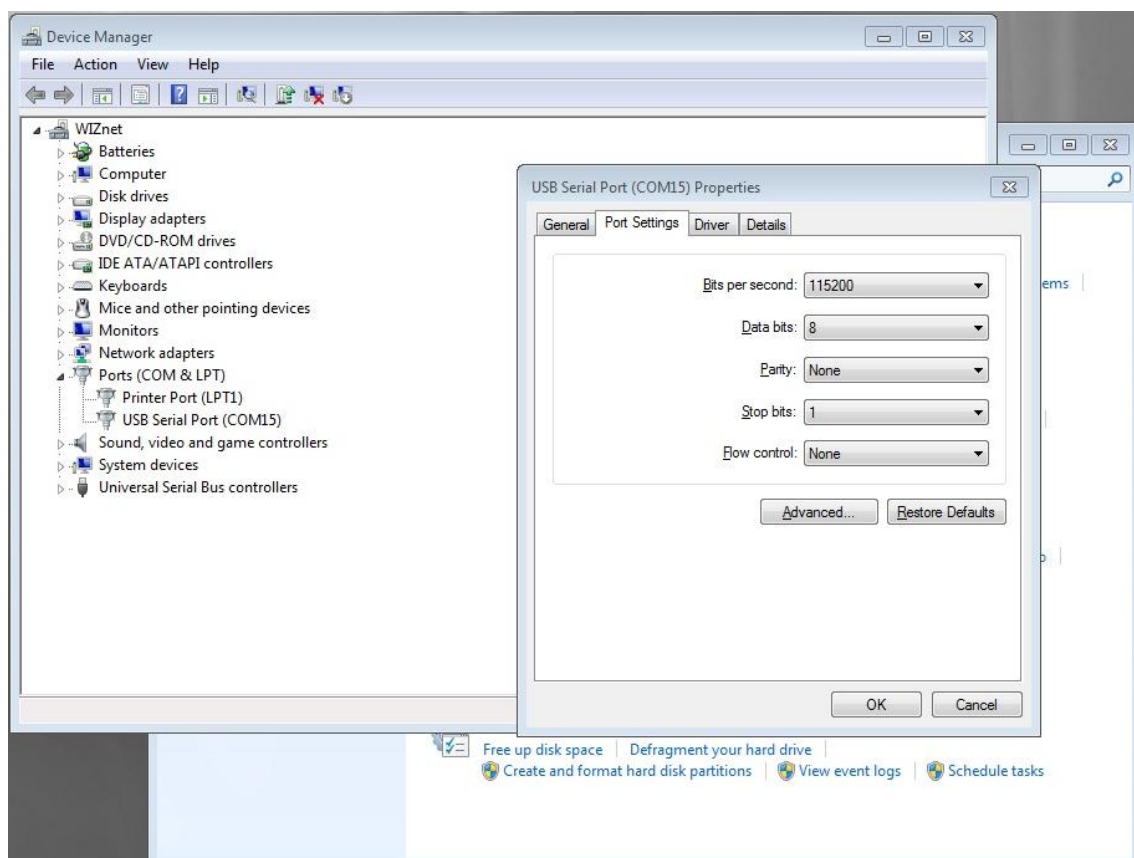 Device Manager
File Action View Help
WIZnet
Batteries
Computer
Disk drives
Display adapters
DVD/CD-ROM drives
IDE ATA/ATAPI controllers
Keyboards
Mice and other pointing devices
Monitors
Network adapters
Ports (COM & LPT)
Printer Port (LPT1)
USB Serial Port (COM15)
Sound, video and game controllers
System devices
Universal Serial Bus controllers
USB Serial Port (COM15) Properties
General Port Settings Driver Details
Bits per second: 115200
Data bits: 8
Parity: None
Stop bits: 1
Flow control: None
Advanced... Restore Defaults
OK Cancel
ems
Free up disk space Defragment your hard drive
Create and format hard disk partitions View event logs Schedule tasks